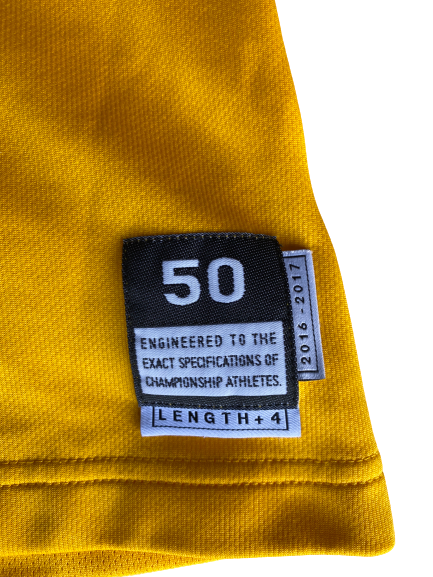 50
ENGINEERED TO THE
EXACT SPECIFICATIONS OF
CHAMPIONSHIP ATHLETES.
LENGTH + 4
2016 - 2017